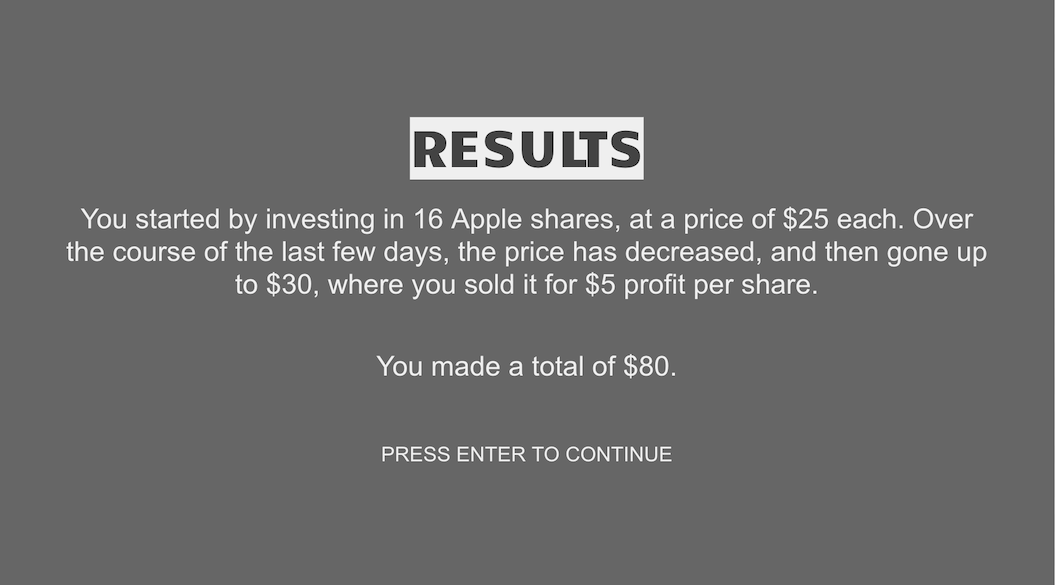 RESULTS
You started by investing in 16 Apple shares, at a price of $25 each. Over
the course of the last few days, the price has decreased, and then gone up
to $30, where you sold it for $5 profit per share.
You made a total of $80.
PRESS ENTER TO CONTINUE